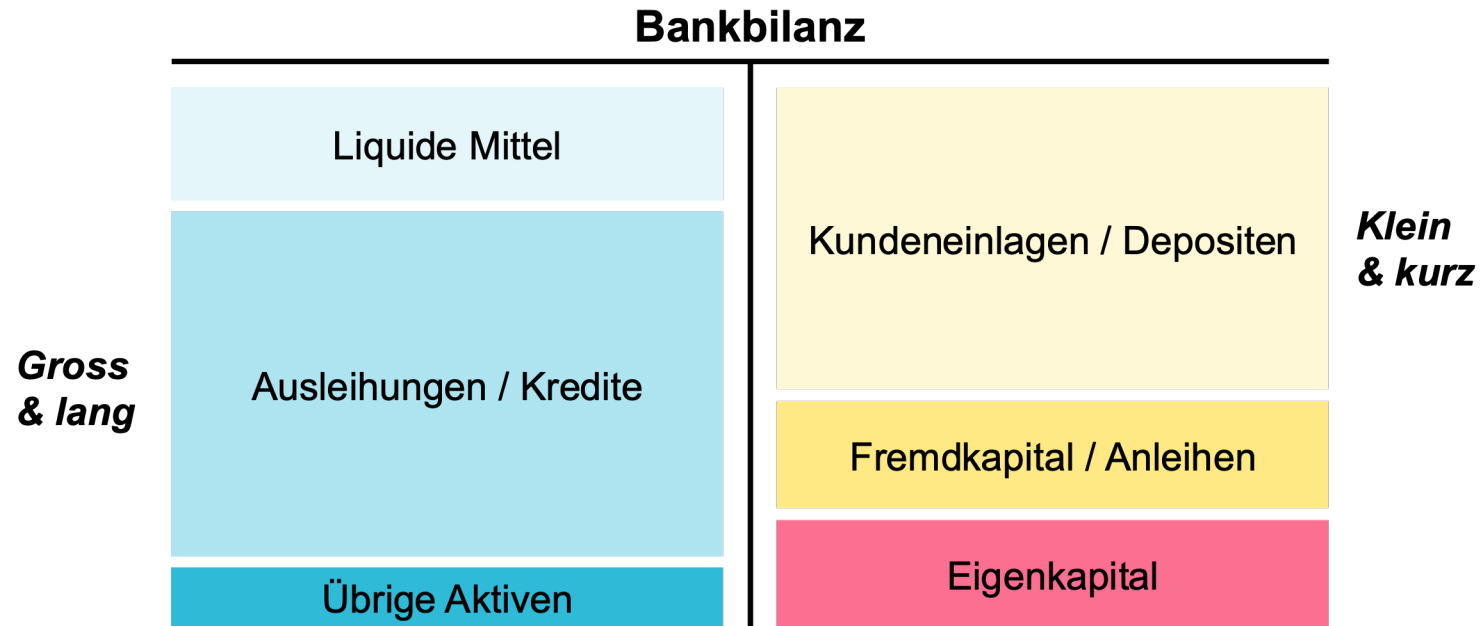 Bankbilanz
Liquide Mittel
Kundeneinlagen / Depositen
Klein
& kurz
Gross
& lang
Ausleihungen / Kredite
Fremdkapital / Anleihen
Eigenkapital
Übrige Aktiven